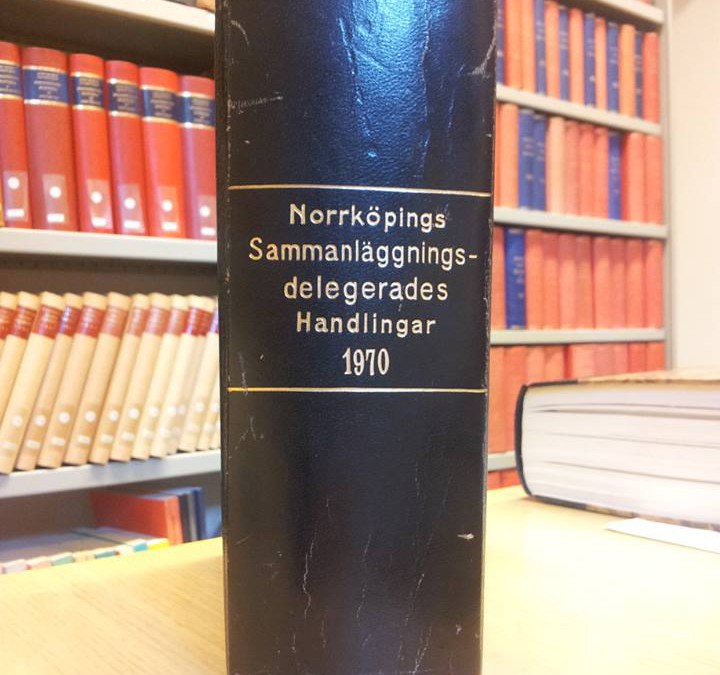 Norrköpings
Sammanläggnings-
delegerades
Handlingar
1970